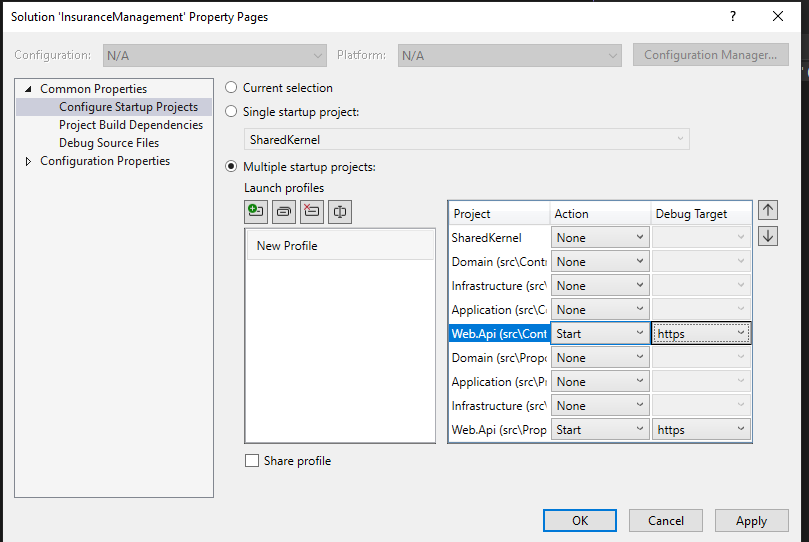 Solution 'InsuranceManagement' Property Pages ?
Configuration: N/A Platform: N/A Configuration Manager...
Common Properties
Configure Startup Projects
Project Build Dependencies
Debug Source Files
Configuration Properties
Current selection
Single startup project:
SharedKernel
Multiple startup projects:
Launch profiles
New Profile
Project Action Debug Target
SharedKernel None
Domain (src\Contr None
Infrastructure (src None
Application (src\C None
Web.Api (src\Cont Start https
Domain (src\Propo None
Application (src\P None
Infrastructure (src\ None
Web.Api (src\Prop Start https
Share profile
OK Cancel Apply